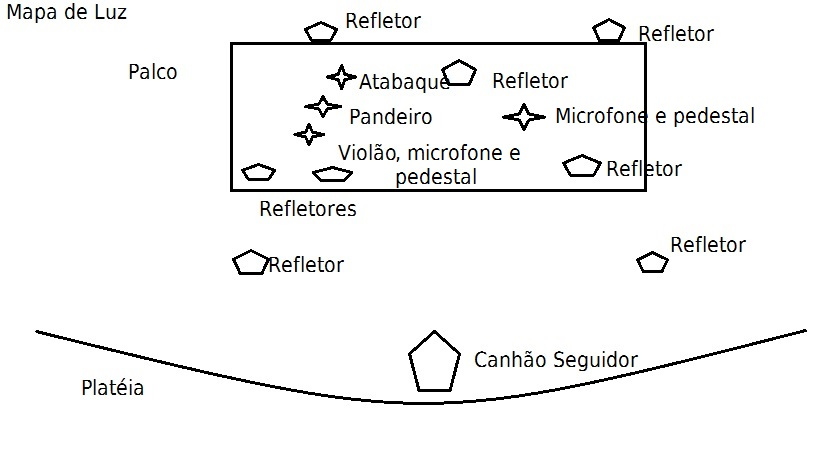 Mapa de Luz
Refletor
Refletor
Palco
Atabaque
Refletor
Pandeiro
Microfone e pedestal
Violão, microfone e
pedestal
Refletor
Refletores
Refletor
Refletor
Canhão Seguidor
Platéia